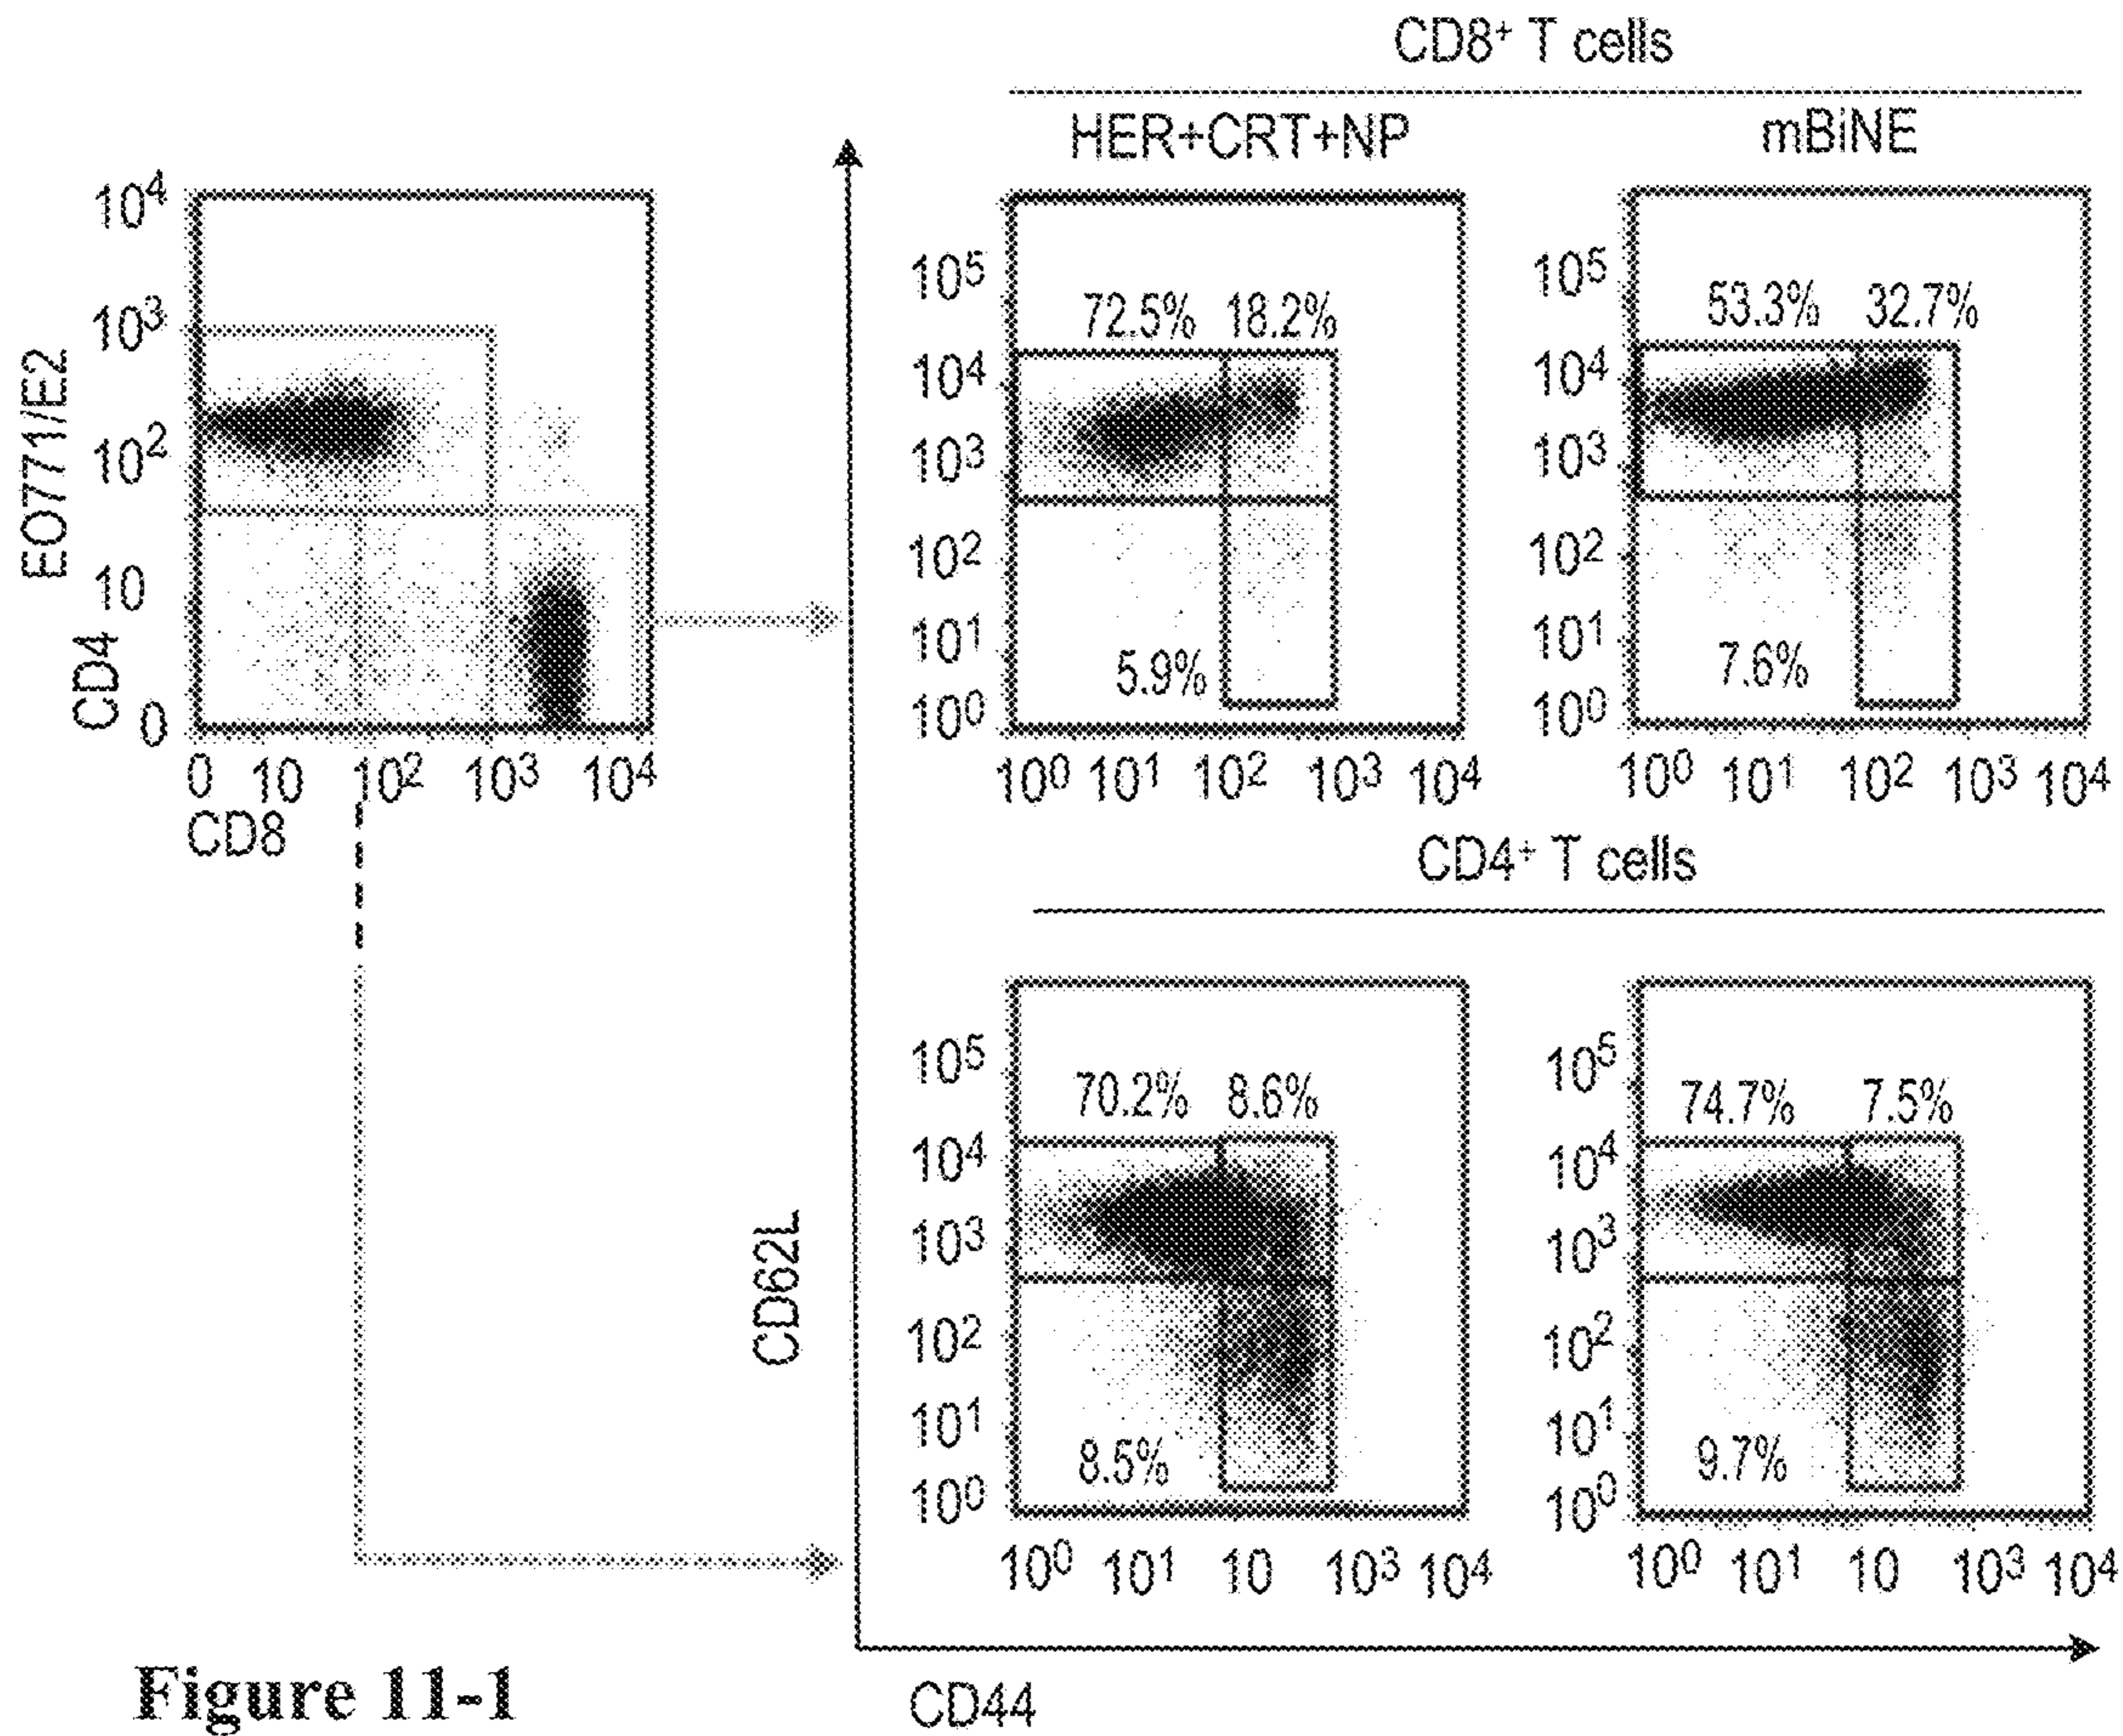 CD8⁺ T cells
HER+CRT+NP
mBiNE
EO771/E2
CD4
10⁴
10³
10²
10
0
0 10 10² 10³ 10⁴
CD8
10⁵
72.5% 18.2%
10⁴
10³
10²
10¹
5.9%
10⁰
10⁰ 10¹ 10² 10³ 10⁴
10⁵
53.3% 32.7%
10⁴
10³
10²
10¹
7.6%
10⁰
10⁰ 10¹ 10² 10³ 10⁴
CD4⁺ T cells
CD62L
10⁵
70.2% 8.6%
10⁴
10³
10²
10¹
8.5%
10⁰
10⁰ 10¹ 10 10³ 10⁴
10⁵
74.7% 7.5%
10⁴
10³
10²
10¹
9.7%
10⁰
10⁰ 10¹ 10 10³ 10⁴
CD44
Figure 11-1